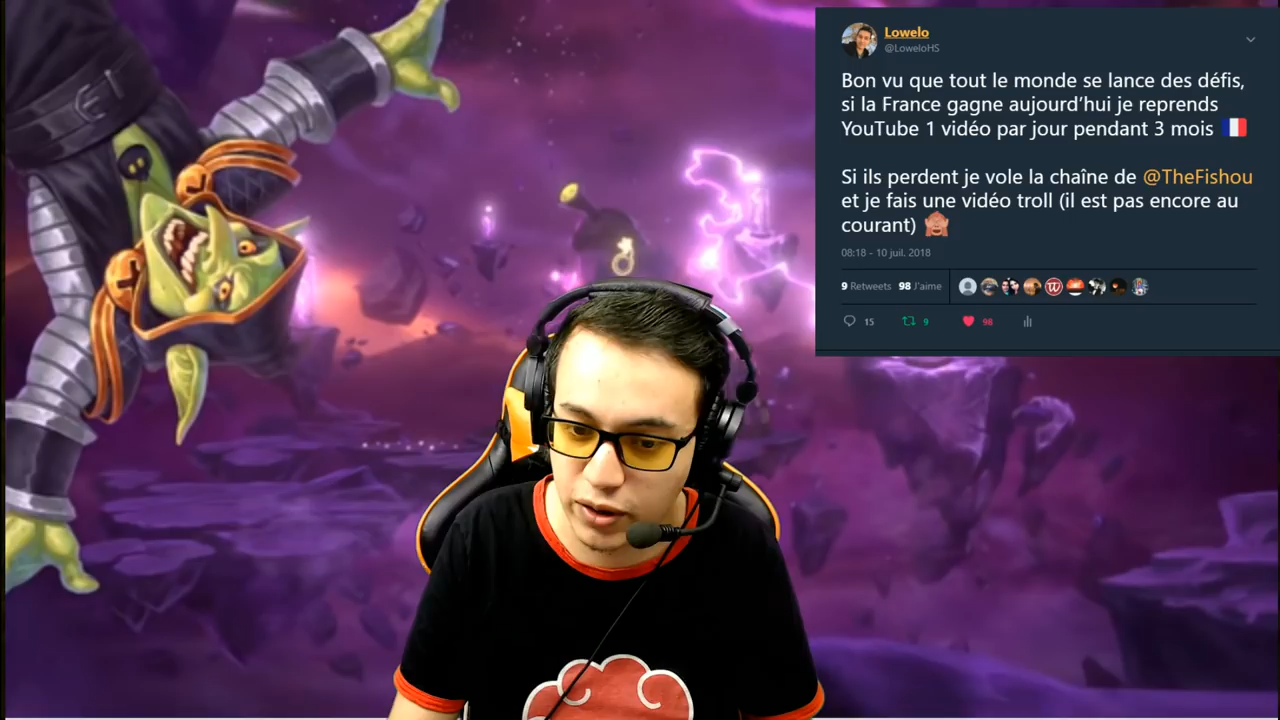 Lowelo
@LoweloHS
Bon vu que tout le monde se lance des défis,
si la France gagne aujourd'hui je reprends
YouTube 1 vidéo par jour pendant 3 mois 🇫🇷
Si ils perdent je vole la chaîne de @TheFishou
et je fais une vidéo troll (il est pas encore au
courant) 🙈
08:18 - 10 juil. 2018
9 Retweets 98 J'aime
15 9 98